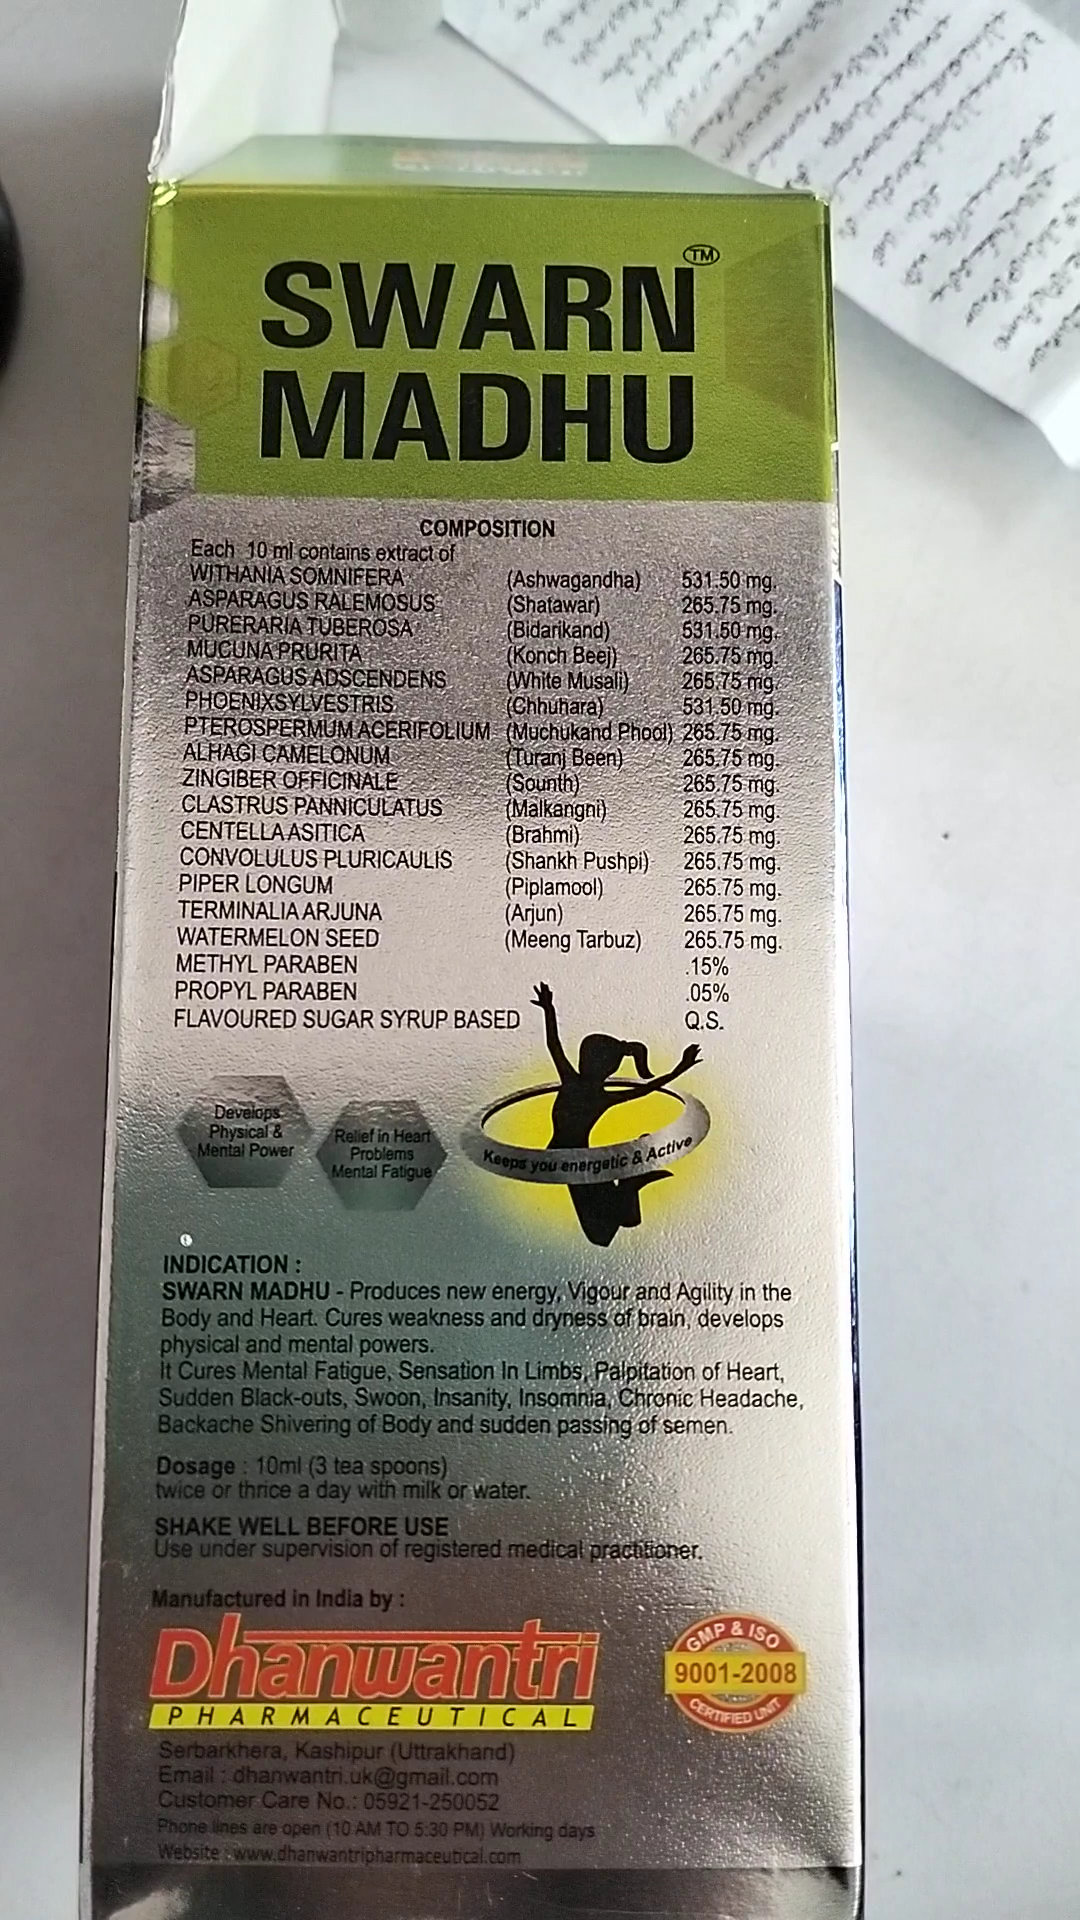 SWARN™
MADHU
COMPOSITION
Each 10 ml contains extract of
WITHANIA SOMNIFERA (Ashwagandha) 531.50 mg.
ASPARAGUS RALEMOSUS (Shatawar) 265.75 mg.
PURERARIA TUBEROSA (Bidarikand) 531.50 mg.
MUCUNA PRURITA (Konch Beej) 265.75 mg.
ASPARAGUS ADSCENDENS (White Musali) 265.75 mg.
PHOENIXSYLVESTRIS (Chhuhara) 531.50 mg.
PTEROSPERMUM ACERIFOLIUM (Muchukand Phool) 265.75 mg.
ALHAGI CAMELONUM (Turanj Been) 265.75 mg.
ZINGIBER OFFICINALE (Sounth) 265.75 mg.
CLASTRUS PANNICULATUS (Malkangni) 265.75 mg.
CENTELLA ASITICA (Brahmi) 265.75 mg.
CONVOLULUS PLURICAULIS (Shankh Pushpi) 265.75 mg.
PIPER LONGUM (Piplamool) 265.75 mg.
TERMINALIA ARJUNA (Arjun) 265.75 mg.
WATERMELON SEED (Meeng Tarbuz) 265.75 mg.
METHYL PARABEN .15%
PROPYL PARABEN .05%
FLAVOURED SUGAR SYRUP BASED Q.S.
Develops
Physical &
Mental Power
Relief in Heart
Problems
Mental Fatigue
Keeps you energetic & Active
INDICATION :
SWARN MADHU - Produces new energy, Vigour and Agility in the
Body and Heart. Cures weakness and dryness of brain, develops
physical and mental powers.
It Cures Mental Fatigue, Sensation In Limbs, Palpitation of Heart,
Sudden Black-outs, Swoon, Insanity, Insomnia, Chronic Headache,
Backache Shivering of Body and sudden passing of semen.
Dosage : 10ml (3 tea spoons)
twice or thrice a day with milk or water.
SHAKE WELL BEFORE USE
Use under supervision of registered medical practitioner.
Manufactured in India by :
Dhanwantri
PHARMACEUTICAL
GMP & ISO
9001-2008
CERTIFIED UNIT
Serbarkhera, Kashipur (Uttrakhand)
Email : dhanwantri.uk@gmail.com
Customer Care No.: 05921-250052
Phone lines are open (10 AM TO 5:30 PM) Working days
Website : www.dhanwantripharmaceutical.com